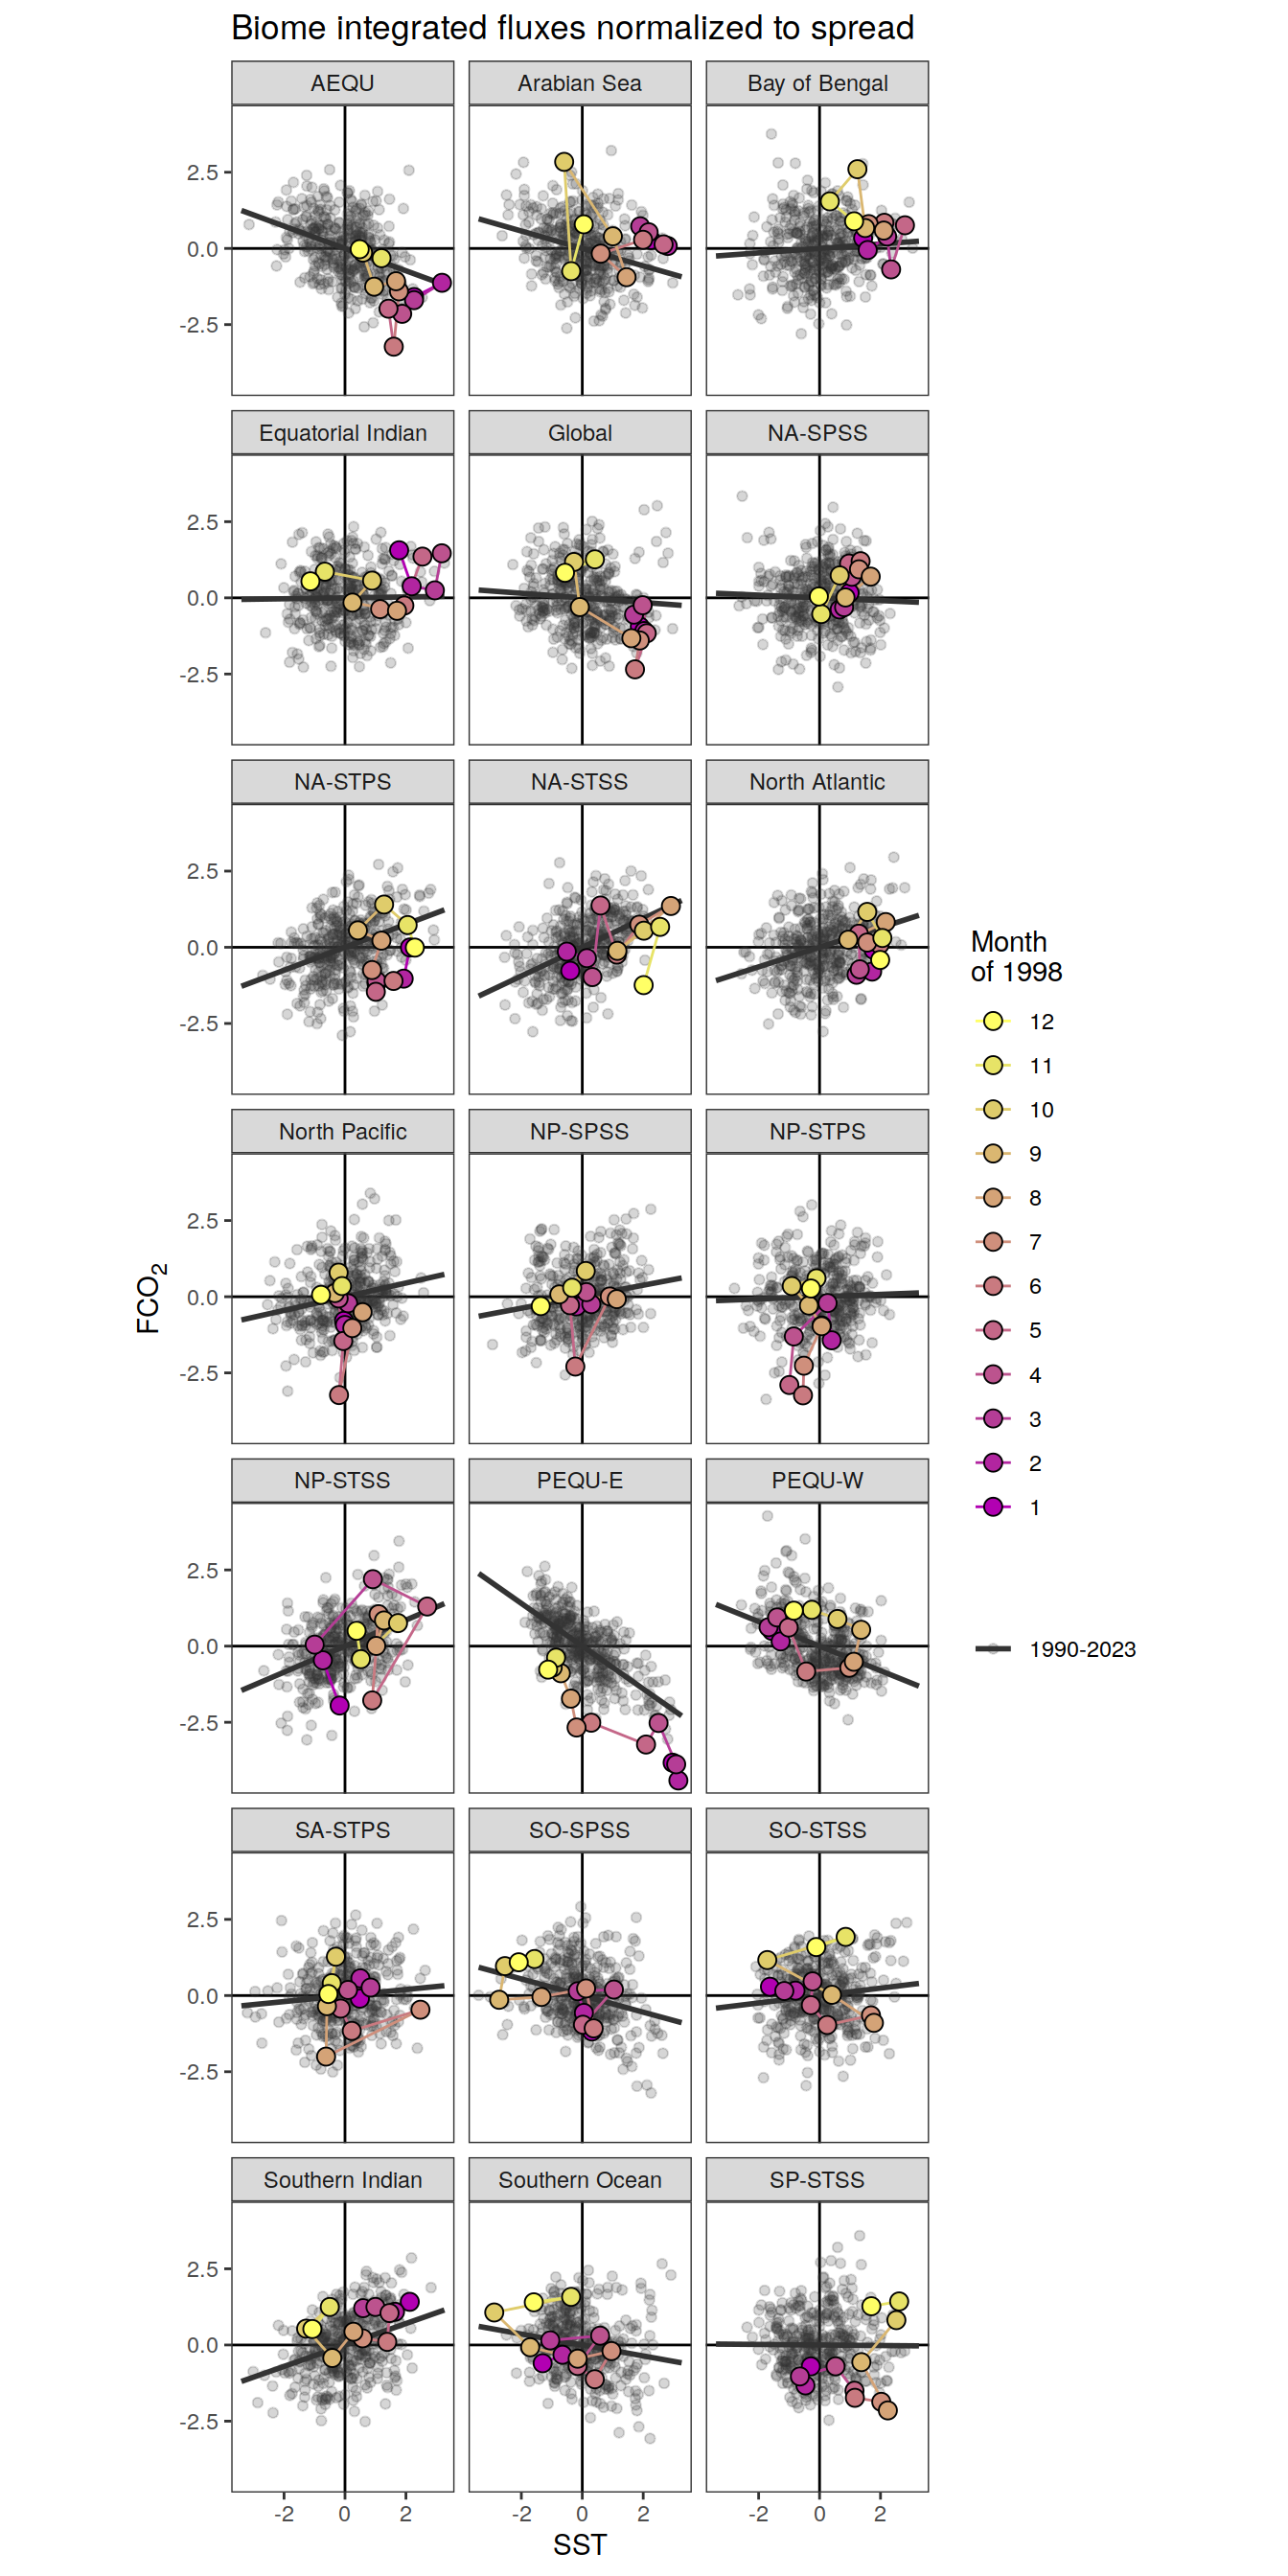 Biome integrated fluxes normalized to spread
AEQU
Arabian Sea
Bay of Bengal
2.5
0.0
-2.5
Equatorial Indian
Global
NA-SPSS
2.5
0.0
-2.5
NA-STPS
NA-STSS
North Atlantic
2.5
0.0
-2.5
North Pacific
NP-SPSS
NP-STPS
2.5
0.0
-2.5
NP-STSS
PEQU-E
PEQU-W
2.5
0.0
-2.5
SA-STPS
SO-SPSS
SO-STSS
2.5
0.0
-2.5
Southern Indian
Southern Ocean
SP-STSS
2.5
0.0
-2.5
-2 0 2
-2 0 2
-2 0 2
SST
FCO₂
Month
of 1998
12
11
10
9
8
7
6
5
4
3
2
1
1990-2023